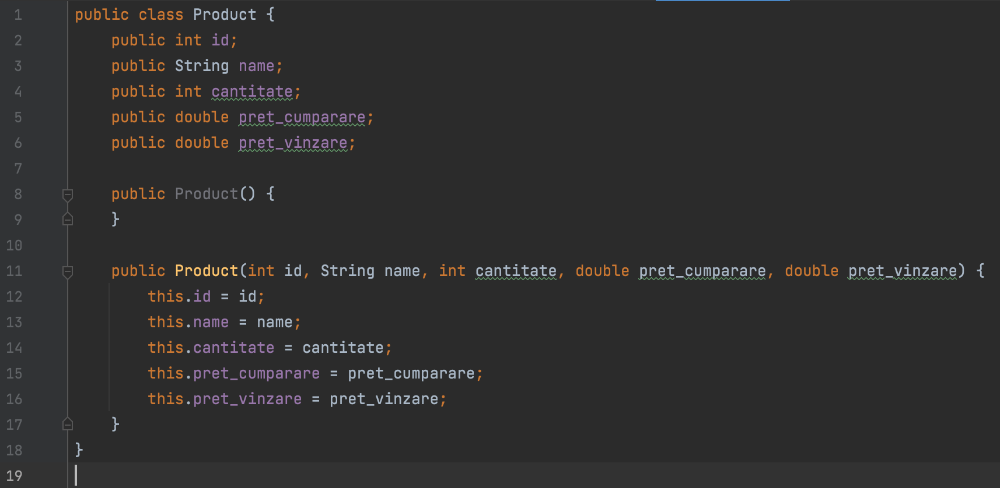 1 public class Product {
2 public int id;
3 public String name;
4 public int cantitate;
5 public double pret_cumparare;
6 public double pret_vinzare;
7
8 public Product() {
9 }
10
11 public Product(int id, String name, int cantitate, double pret_cumparare, double pret_vinzare) {
12 this.id = id;
13 this.name = name;
14 this.cantitate = cantitate;
15 this.pret_cumparare = pret_cumparare;
16 this.pret_vinzare = pret_vinzare;
17 }
18 }
19